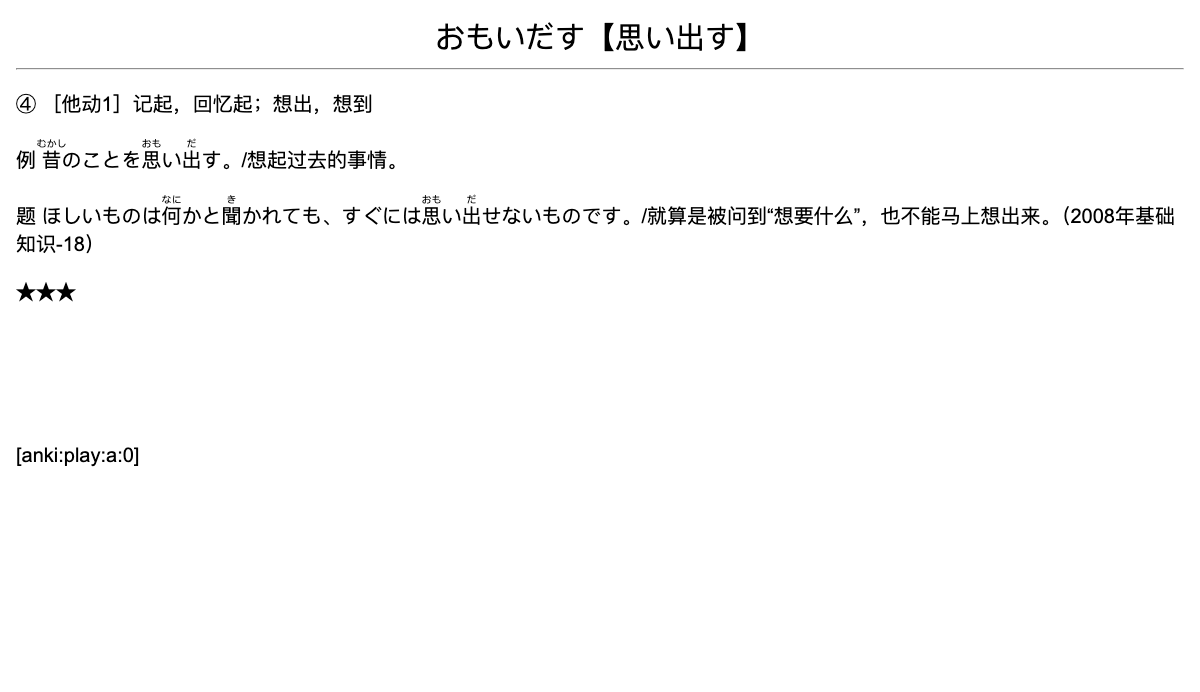 おもいだす【思い出す】
④ ［他动1］记起，回忆起；想出，想到
むかし おも だ
例 昔のことを思い出す。/想起过去的事情。
なに き おも だ
题 ほしいものは何かと聞かれても、すぐには思い出せないものです。/就算是被问到“想要什么”，也不能马上想出来。（2008年基础
知识-18）
★★★
[anki:play:a:0]